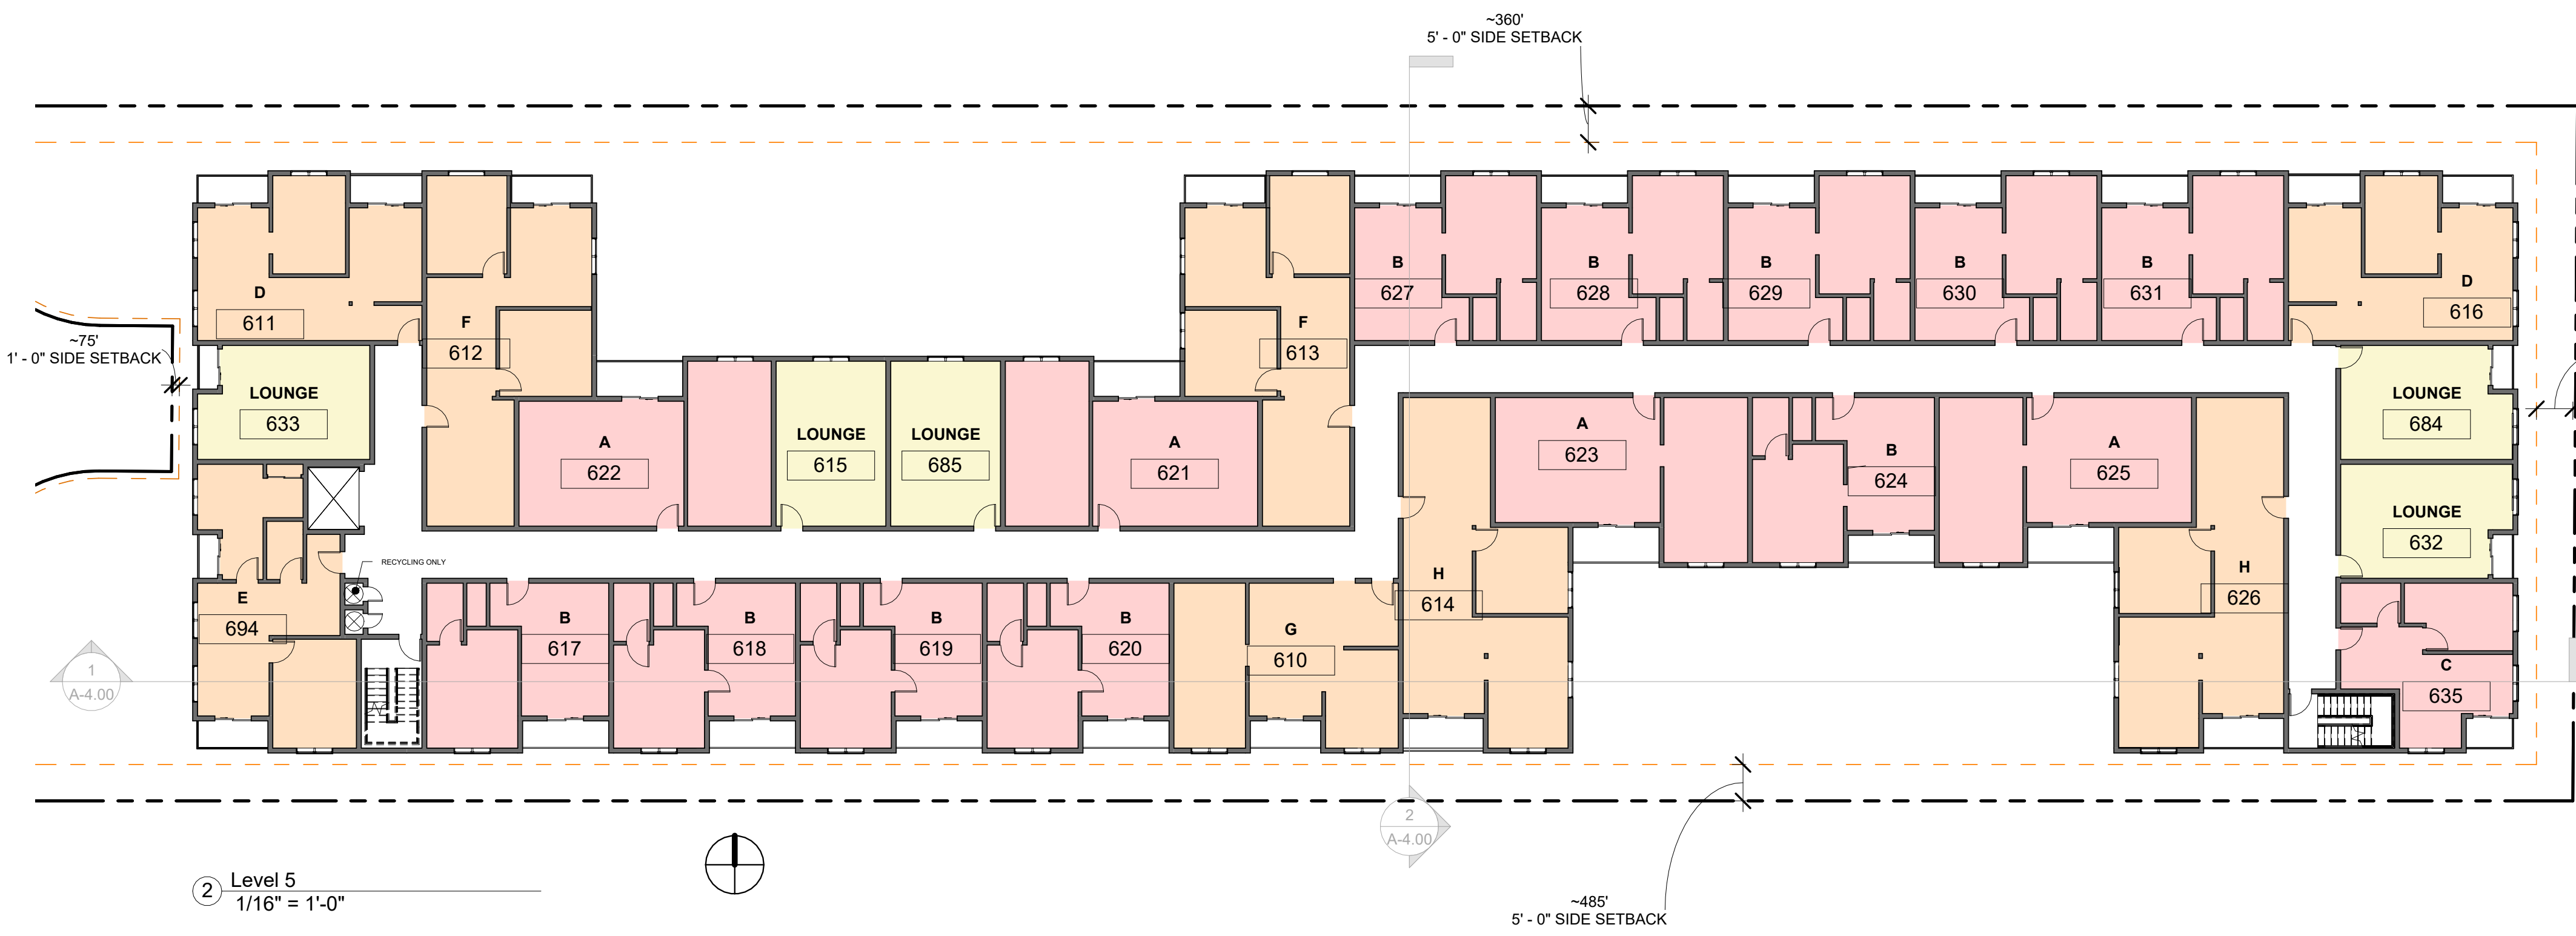 ~360'
5' - 0" SIDE SETBACK
~75'
1' - 0" SIDE SETBACK
D
611
F
612
F
613
B
627
B
628
B
629
B
630
B
631
D
616
LOUNGE
633
A
622
LOUNGE
615
LOUNGE
685
A
621
A
623
B
624
A
625
LOUNGE
684
LOUNGE
632
RECYCLING ONLY
E
694
B
617
B
618
B
619
B
620
G
610
H
614
H
626
C
635
1
A-4.00
2
A-4.00
2
Level 5
1/16" = 1'-0"
~485'
5' - 0" SIDE SETBACK